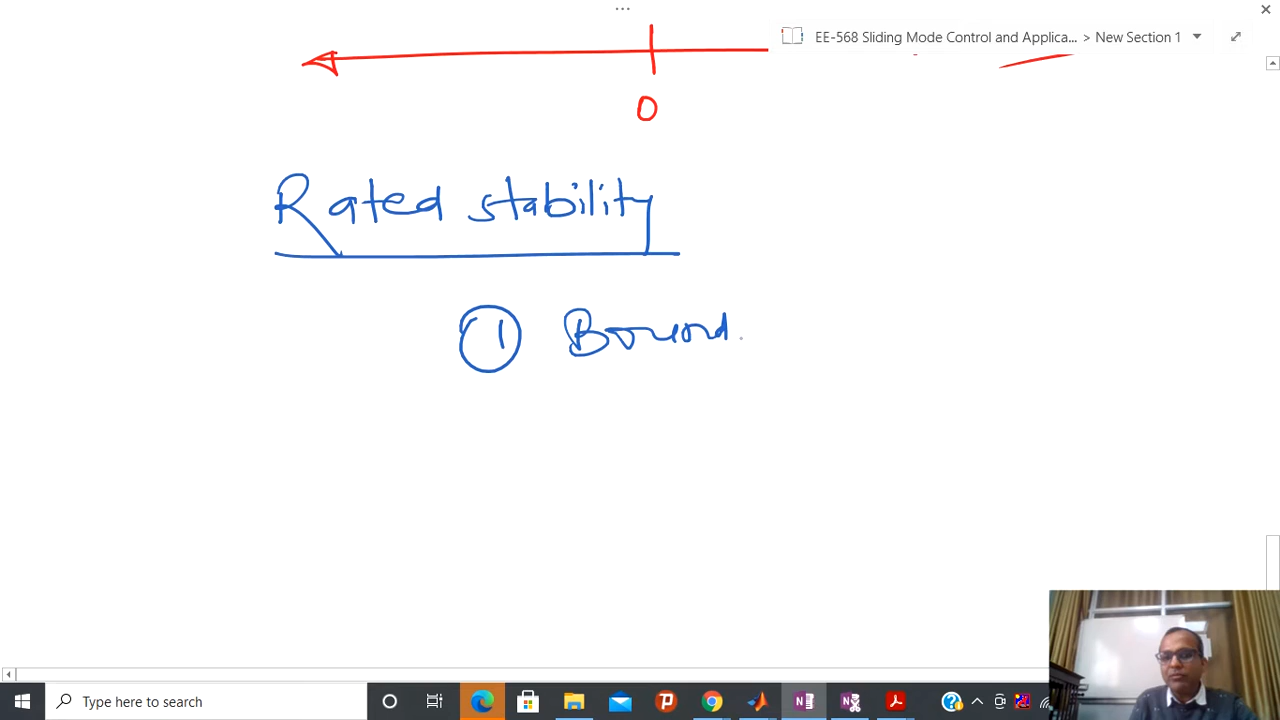 EE-568 Sliding Mode Control and Applica... > New Section 1
0
Rated stability
1 Bound
Type here to search